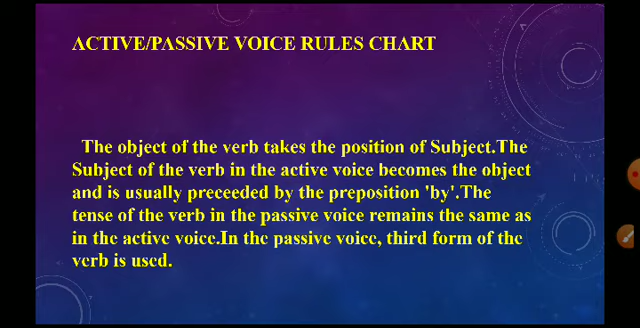 ACTIVE/PASSIVE VOICE RULES CHART
The object of the verb takes the position of Subject.The
Subject of the verb in the active voice becomes the object
and is usually preceeded by the preposition 'by'.The
tense of the verb in the passive voice remains the same as
in the active voice.In the passive voice, third form of the
verb is used.